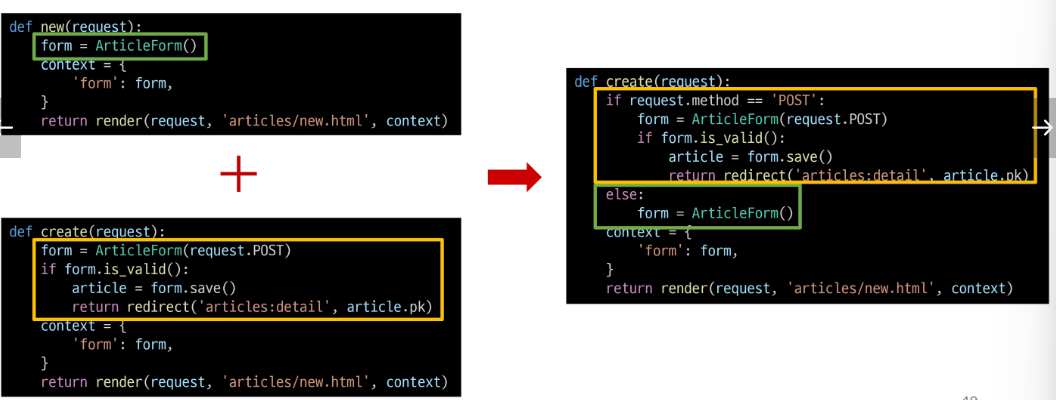 def new(request):
    form = ArticleForm()
    context = {
        'form': form,
    }
    return render(request, 'articles/new.html', context)
def create(request):
    form = ArticleForm(request.POST)
    if form.is_valid():
        article = form.save()
        return redirect('articles:detail', article.pk)
    context = {
        'form': form,
    }
    return render(request, 'articles/new.html', context)
def create(request):
    if request.method == 'POST':
        form = ArticleForm(request.POST)
        if form.is_valid():
            article = form.save()
            return redirect('articles:detail', article.pk)
    else:
        form = ArticleForm()
    context = {
        'form': form,
    }
    return render(request, 'articles/new.html', context)